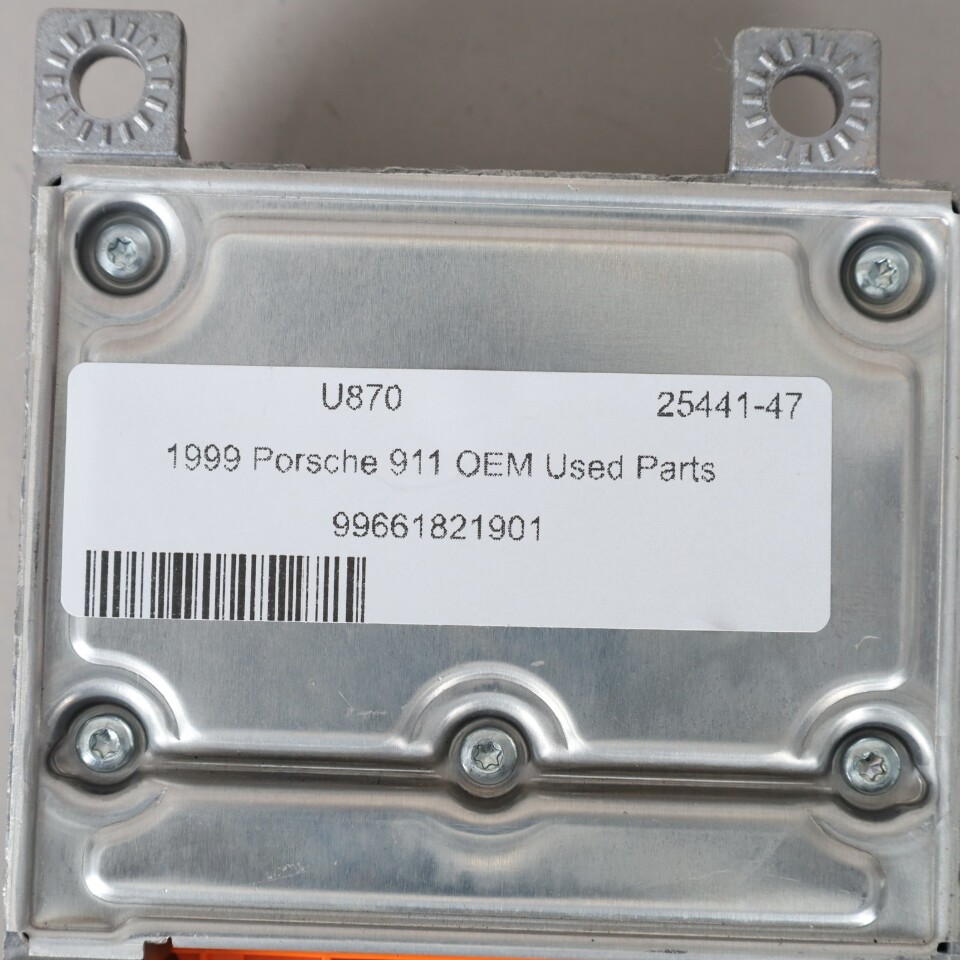 U870 25441-47
1999 Porsche 911 OEM Used Parts
99661821901